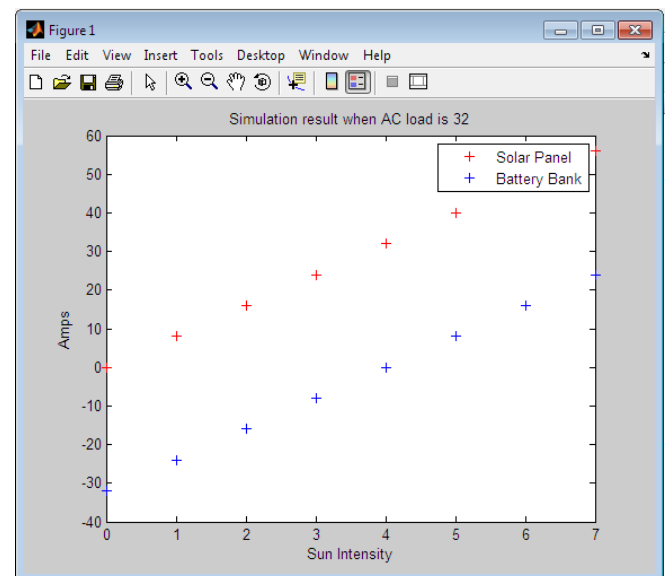 Figure 1
File Edit View Insert Tools Desktop Window Help
Simulation result when AC load is 32
Solar Panel
Battery Bank
60
50
40
30
20
10
0
-10
-20
-30
-40
Amps
0 1 2 3 4 5 6 7
Sun Intensity